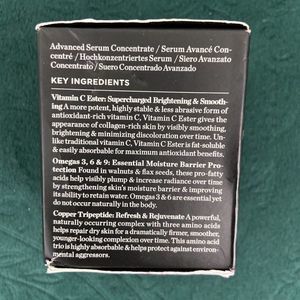 Advanced Serum Concentrate / Serum Avancé Con-
centré / Hochkonzentriertes Serum / Siero Avanzato
Concentrato / Suero Concentrado Avanzado
KEY INGREDIENTS
Vitamin C Ester: Supercharged Brightening & Smooth-
ing A more potent, highly stable & less abrasive form of
antioxidant-rich vitamin C, Vitamin C Ester gives the
appearance of collagen-rich skin by visibly smoothing,
brightening & minimizing discoloration over time. Un-
like traditional vitamin C, Vitamin C Ester is fat-soluble
& easily absorbable for maximum antioxidant benefits.
Omegas 3, 6 & 9: Essential Moisture Barrier Pro-
tection Found in walnuts & flax seeds, these pro-fatty
acids help visibly plump & increase radiance over time
by strengthening skin's moisture barrier & improving
its ability to retain water. Omegas 3 & 6 are essential yet
do not occur naturally in the body.
Copper Tripeptide: Refresh & Rejuvenate A powerful,
naturally occurring complex with three amino acids
helps repair dry skin for a dramatically firmer, smoother,
younger-looking complexion over time. This amino acid
trio is highly absorbable & helps protect against environ-
mental aggressors.